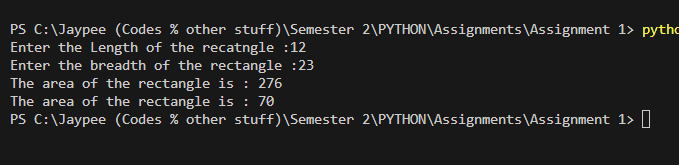 PS C:\Jaypee (Codes % other stuff)\Semester 2\PYTHON\Assignments\Assignment 1> pytho
Enter the Length of the recatngle :12
Enter the breadth of the rectangle :23
The area of the rectangle is : 276
The area of the rectangle is : 70
PS C:\Jaypee (Codes % other stuff)\Semester 2\PYTHON\Assignments\Assignment 1>